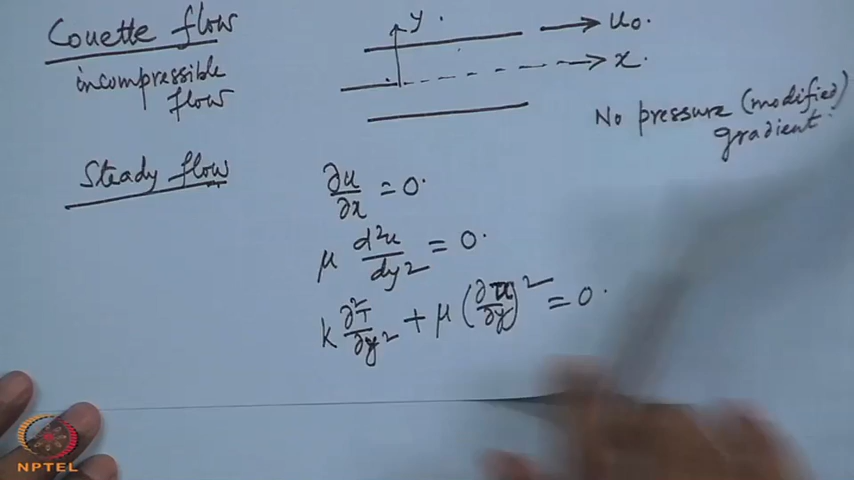 Couette flow
incompressible
flow
y
u₀.
x.
No pressure (modified)
gradient.
Steady flow
∂u/∂x = 0.
μ d²u/dy² = 0.
k ∂²T/∂y² + μ (∂u/∂y)² = 0.
NPTEL